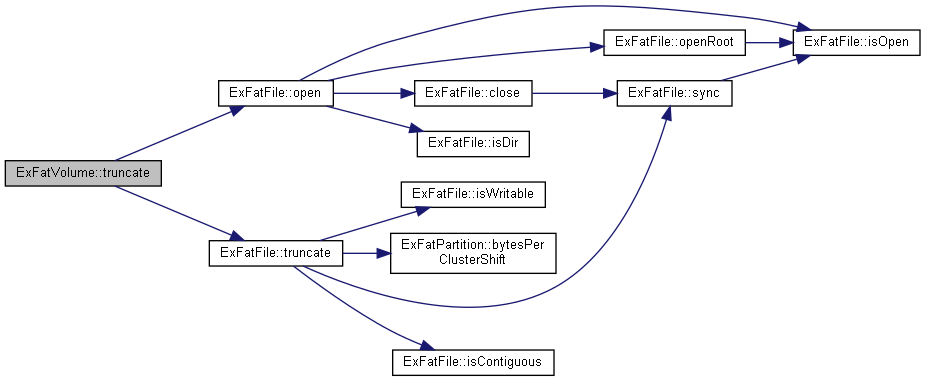 ExFatVolume::truncate
ExFatFile::open
ExFatFile::openRoot
ExFatFile::isOpen
ExFatFile::close
ExFatFile::sync
ExFatFile::isDir
ExFatFile::truncate
ExFatFile::isWritable
ExFatPartition::bytesPer
ClusterShift
ExFatFile::isContiguous